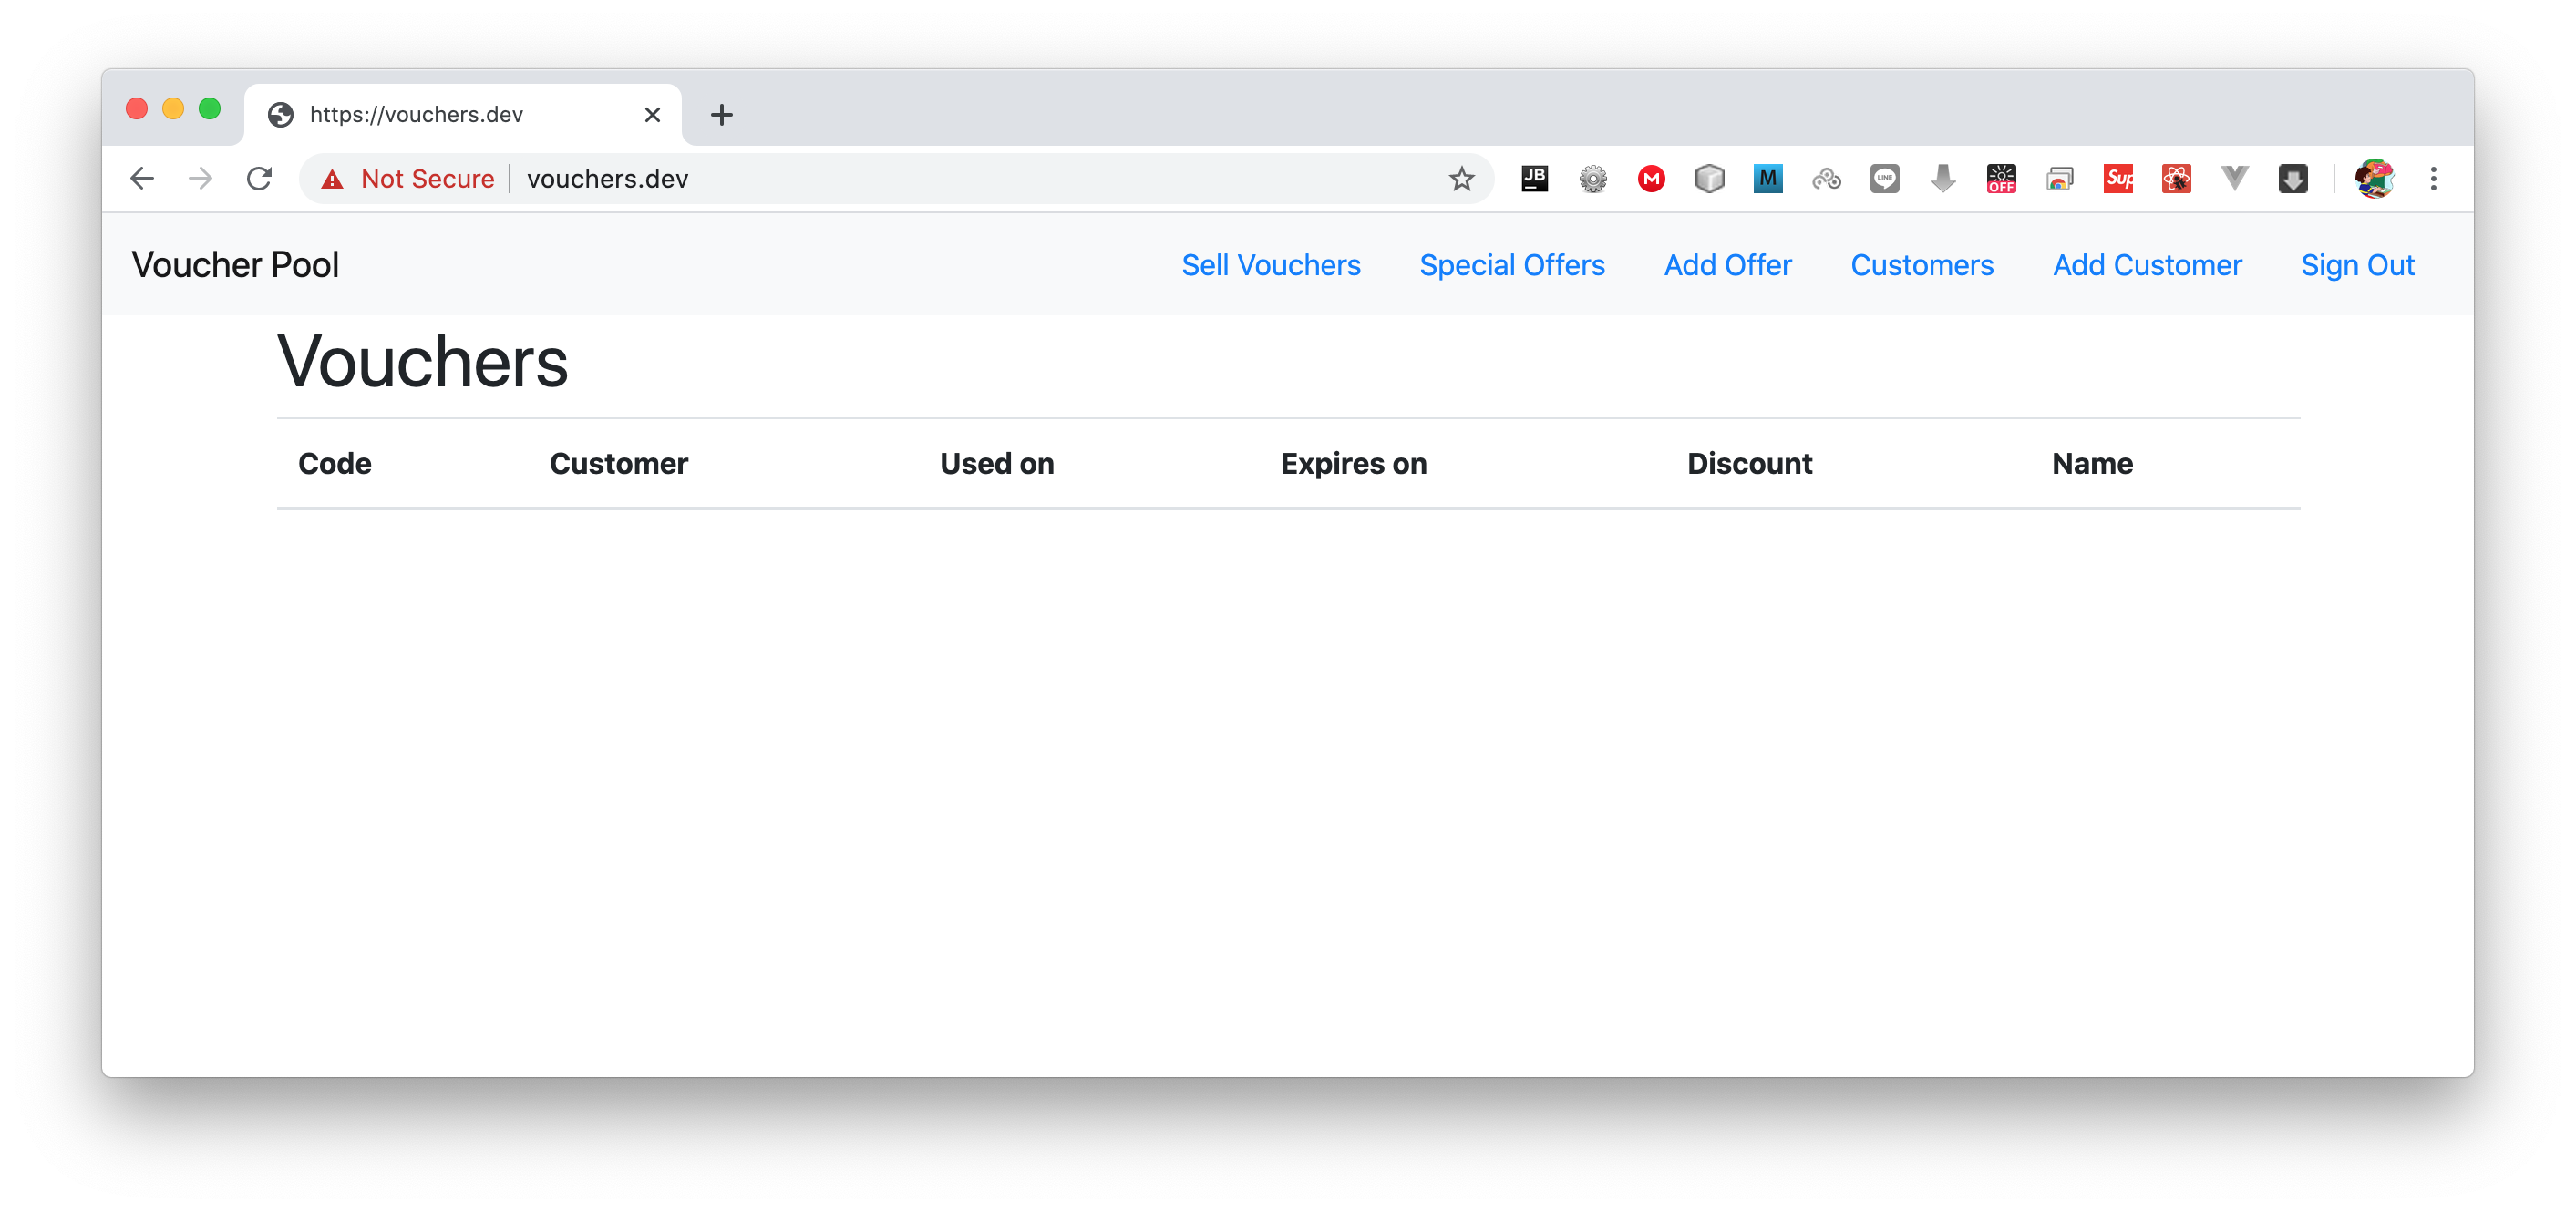 https://vouchers.dev
Not Secure vouchers.dev
JB M M LINE OFF Sup
Voucher Pool Sell Vouchers Special Offers Add Offer Customers Add Customer Sign Out
Vouchers
Code Customer Used on Expires on Discount Name